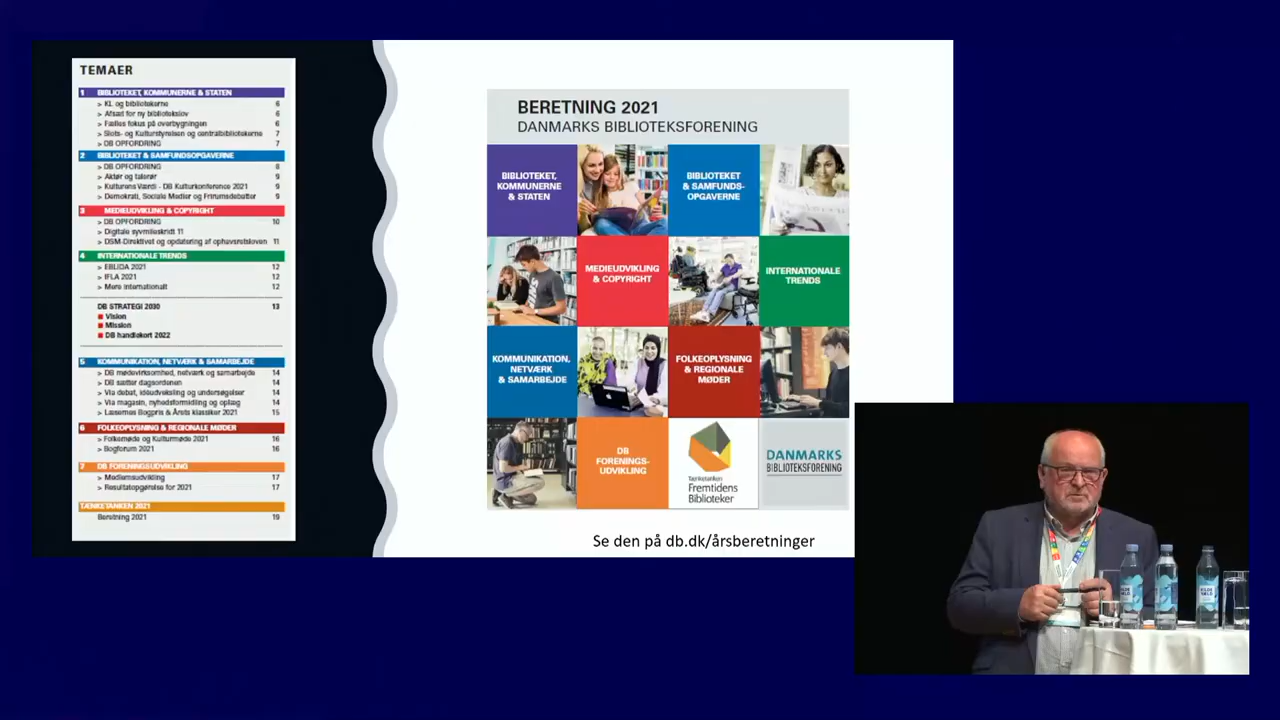 TEMAER
1 BIBLIOTEKET, KOMMUNERNE & STATEN
> KL og bibliotekerne 6
> Afsæt for ny bibliotekslov 6
> Fælles fokus på overbygningen 6
> Slots- og Kulturstyrelsen og centralbibliotekerne 7
> DB OPFORDRING 7
2 BIBLIOTEKET & SAMFUNDSOPGAVERNE
> DB OPFORDRING 8
> Aktør og talerør 9
> Kulturens Værdi - DB Kulturkonference 2021 9
> Demokrati, Sociale Medier og Frirumsdebatter 9
3 MEDIEUDVIKLING & COPYRIGHT
> DB OPFORDRING 10
> Digitale syvmileskridt 11
> DSM-Direktivet og opdatering af ophavsretsloven 11
4 INTERNATIONALE TRENDS
> EBLIDA 2021 12
> IFLA 2021 12
> Mere internationalt 12
DB STRATEGI 2030 13
Vision
Mission
DB handlekort 2022
5 KOMMUNIKATION, NETVÆRK & SAMARBEJDE
> DB mødevirksomhed, netværk og samarbejde 14
> DB sætter dagsordenen 14
> Via debat, idéudveksling og undersøgelser 14
> Via magasin, nyhedsformidling og oplæg 14
> Læsernes Bogpris & Årets klassiker 2021 15
6 FOLKEOPLYSNING & REGIONALE MØDER
> Folkemøde og Kulturmøde 2021 16
> Bogforum 2021 16
7 DB FORENINGSUDVIKLING
> Medlemsudvikling 17
> Resultatopgørelse for 2021 17
TÆNKETANKEN 2021
Beretning 2021 19
BERETNING 2021
DANMARKS BIBLIOTEKSFORENING
BIBLIOTEKET,
KOMMUNERNE
& STATEN
BIBLIOTEKET
& SAMFUNDS-
OPGAVERNE
MEDIEUDVIKLING
& COPYRIGHT
INTERNATIONALE
TRENDS
KOMMUNIKATION,
NETVÆRK
& SAMARBEJDE
FOLKEOPLYSNING
& REGIONALE
MØDER
DB
FORENINGS-
UDVIKLING
Tænketanken
Fremtidens
Biblioteker
DANMARKS
BIBLIOTEKSFORENING
Se den på db.dk/årsberetninger